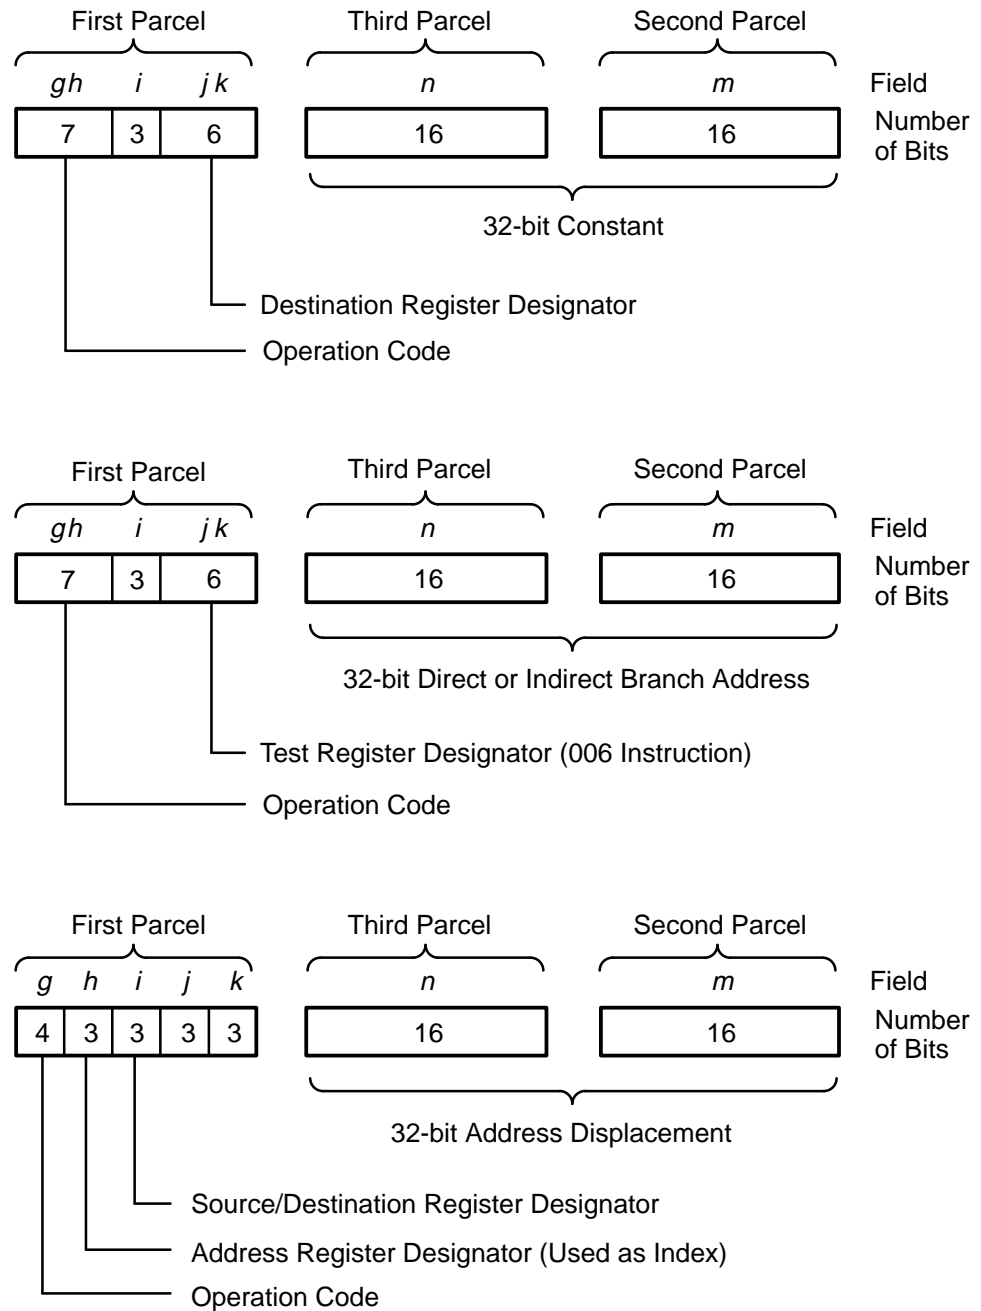 First Parcel Third Parcel Second Parcel
gh i jk n m Field
7 3 6 16 16 Number of Bits
32-bit Constant
Destination Register Designator
Operation Code
First Parcel Third Parcel Second Parcel
gh i jk n m Field
7 3 6 16 16 Number of Bits
32-bit Direct or Indirect Branch Address
Test Register Designator (006 Instruction)
Operation Code
First Parcel Third Parcel Second Parcel
g h i j k n m Field
4 3 3 3 3 16 16 Number of Bits
32-bit Address Displacement
Source/Destination Register Designator
Address Register Designator (Used as Index)
Operation Code